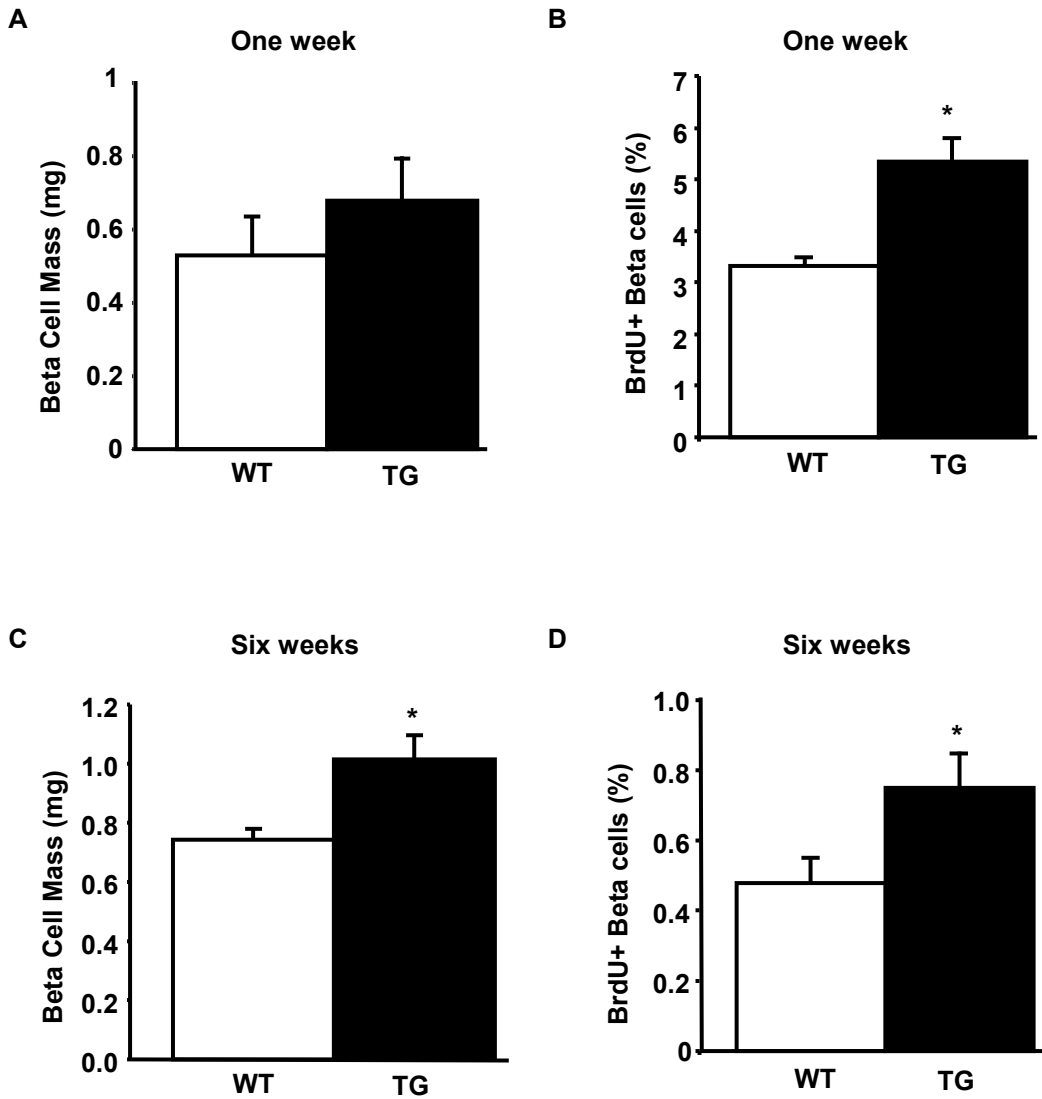 A
One week
Beta Cell Mass (mg)
1
0.8
0.6
0.4
0.2
0
WT
TG
B
One week
BrdU+ Beta cells (%)
7
6
5
4
3
2
1
0
*
WT
TG
C
Six weeks
Beta Cell Mass (mg)
1.2
1.0
0.8
0.6
0.4
0.2
0.0
*
WT
TG
D
Six weeks
BrdU+ Beta cells (%)
1.0
0.8
0.6
0.4
0.2
0
*
WT
TG